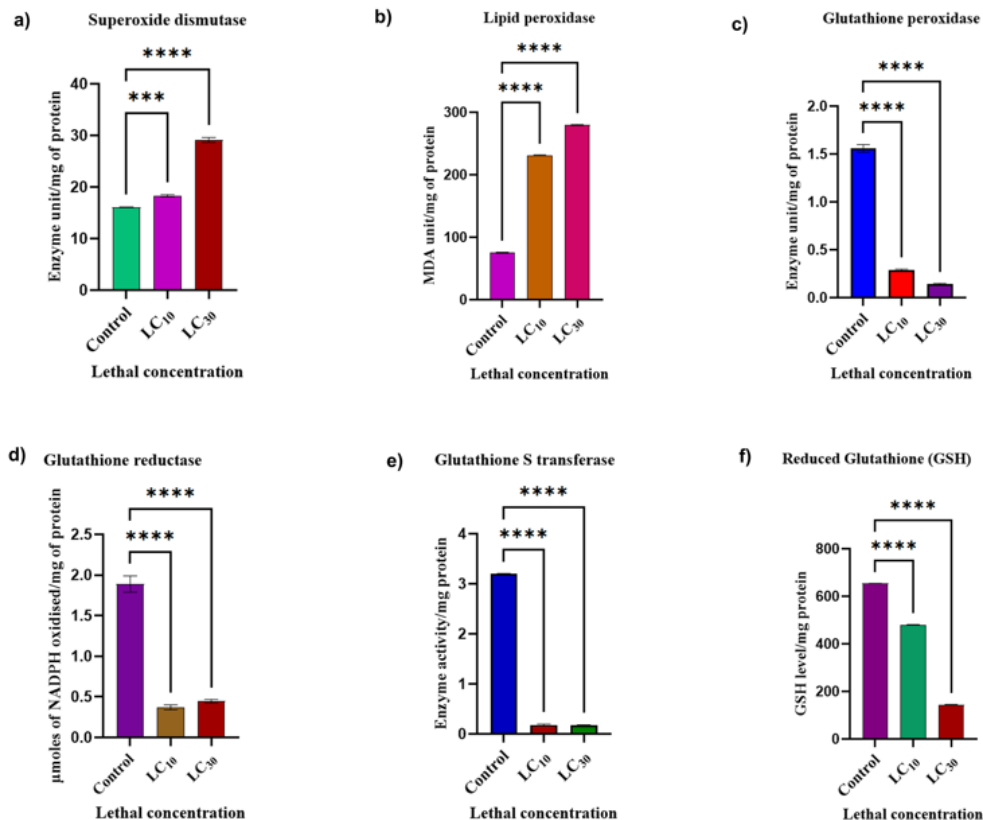 a)
Superoxide dismutase
****
***
40
30
20
10
0
Enzyme unit/mg of protein
Control
LC10
LC30
Lethal concentration
b)
Lipid peroxidase
****
****
300
200
100
0
MDA unit/mg of protein
Control
LC10
LC30
Lethal concentration
c)
Glutathione peroxidase
****
****
2.0
1.5
1.0
0.5
0.0
Enzyme unit/mg of protein
Control
LC10
LC30
Lethal concentration
d)
Glutathione reductase
****
****
2.5
2.0
1.5
1.0
0.5
0.0
µmoles of NADPH oxidised/mg of protein
Control
LC10
LC30
Lethal concentration
e)
Glutathione S transferase
****
****
4
3
2
1
0
Enzyme activity/mg protein
Control
LC10
LC30
Lethal concentration
f)
Reduced Glutathione (GSH)
****
****
800
600
400
200
0
GSH level/mg protein
Control
LC10
LC30
Lethal concentration